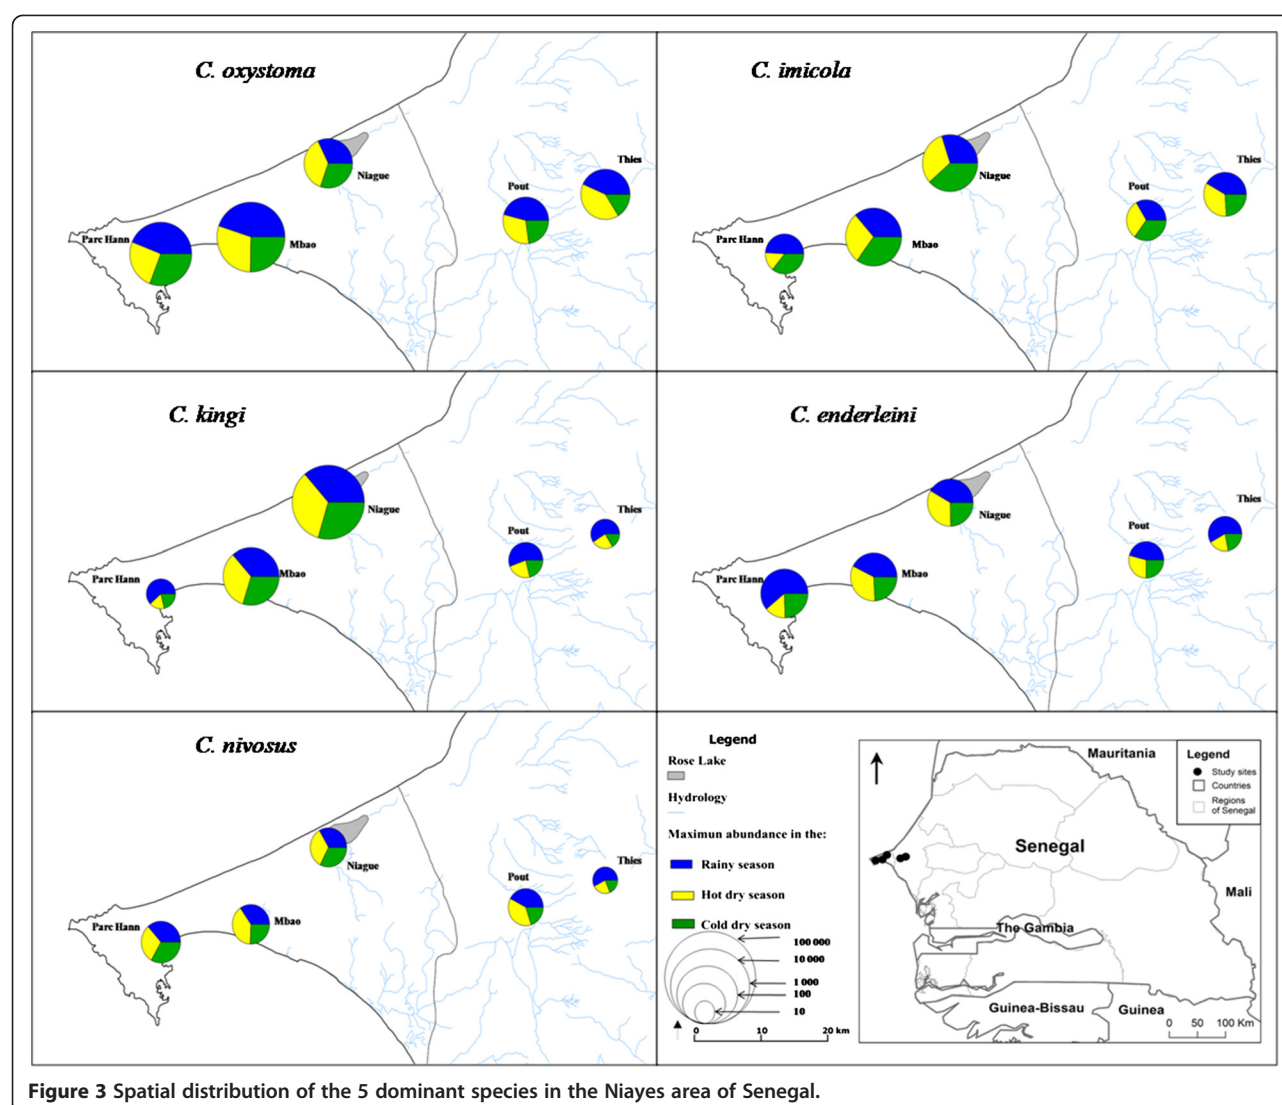 C. oxystoma
Thies
Niague
Pout
Parc Hann
Mbao
C. imicola
Thies
Niague
Pout
Parc Hann
Mbao
C. kingi
Niague
Thies
Pout
Parc Hann
Mbao
C. enderleini
Thies
Niague
Pout
Parc Hann
Mbao
C. nivosus
Niague
Thies
Pout
Parc Hann
Mbao
Legend
Rose Lake
Hydrology
Maximun abundance in the:
Rainy season
Hot dry season
Cold dry season
100 000
10 000
1 000
100
10
0 10 20 km
Mauritania
Legend
Study sites
Countries
Regions
of Senegal
Senegal
Mali
The Gambia
Guinea-Bissau
Guinea
0 50 100 Km
Figure 3 Spatial distribution of the 5 dominant species in the Niayes area of Senegal.